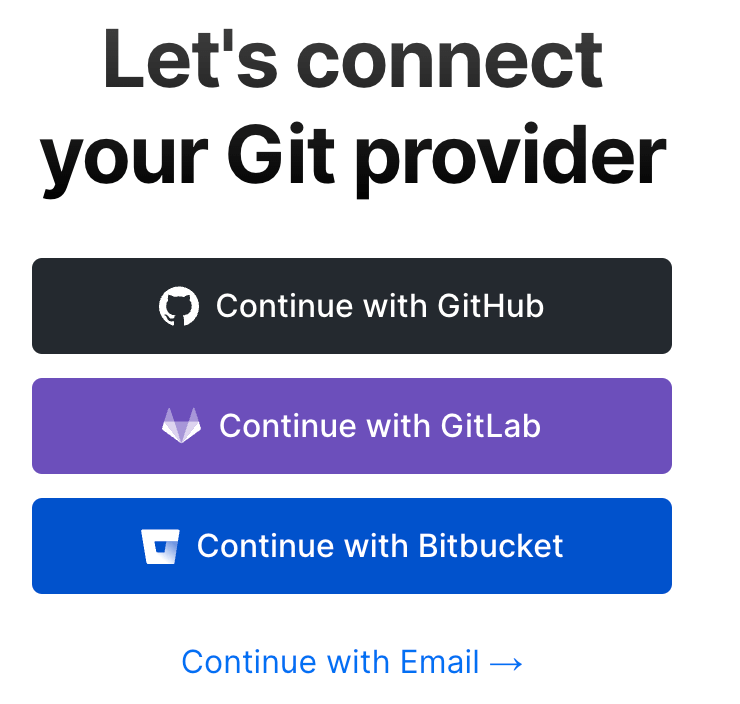 Let's connect
your Git provider
Continue with GitHub
Continue with GitLab
Continue with Bitbucket
Continue with Email →